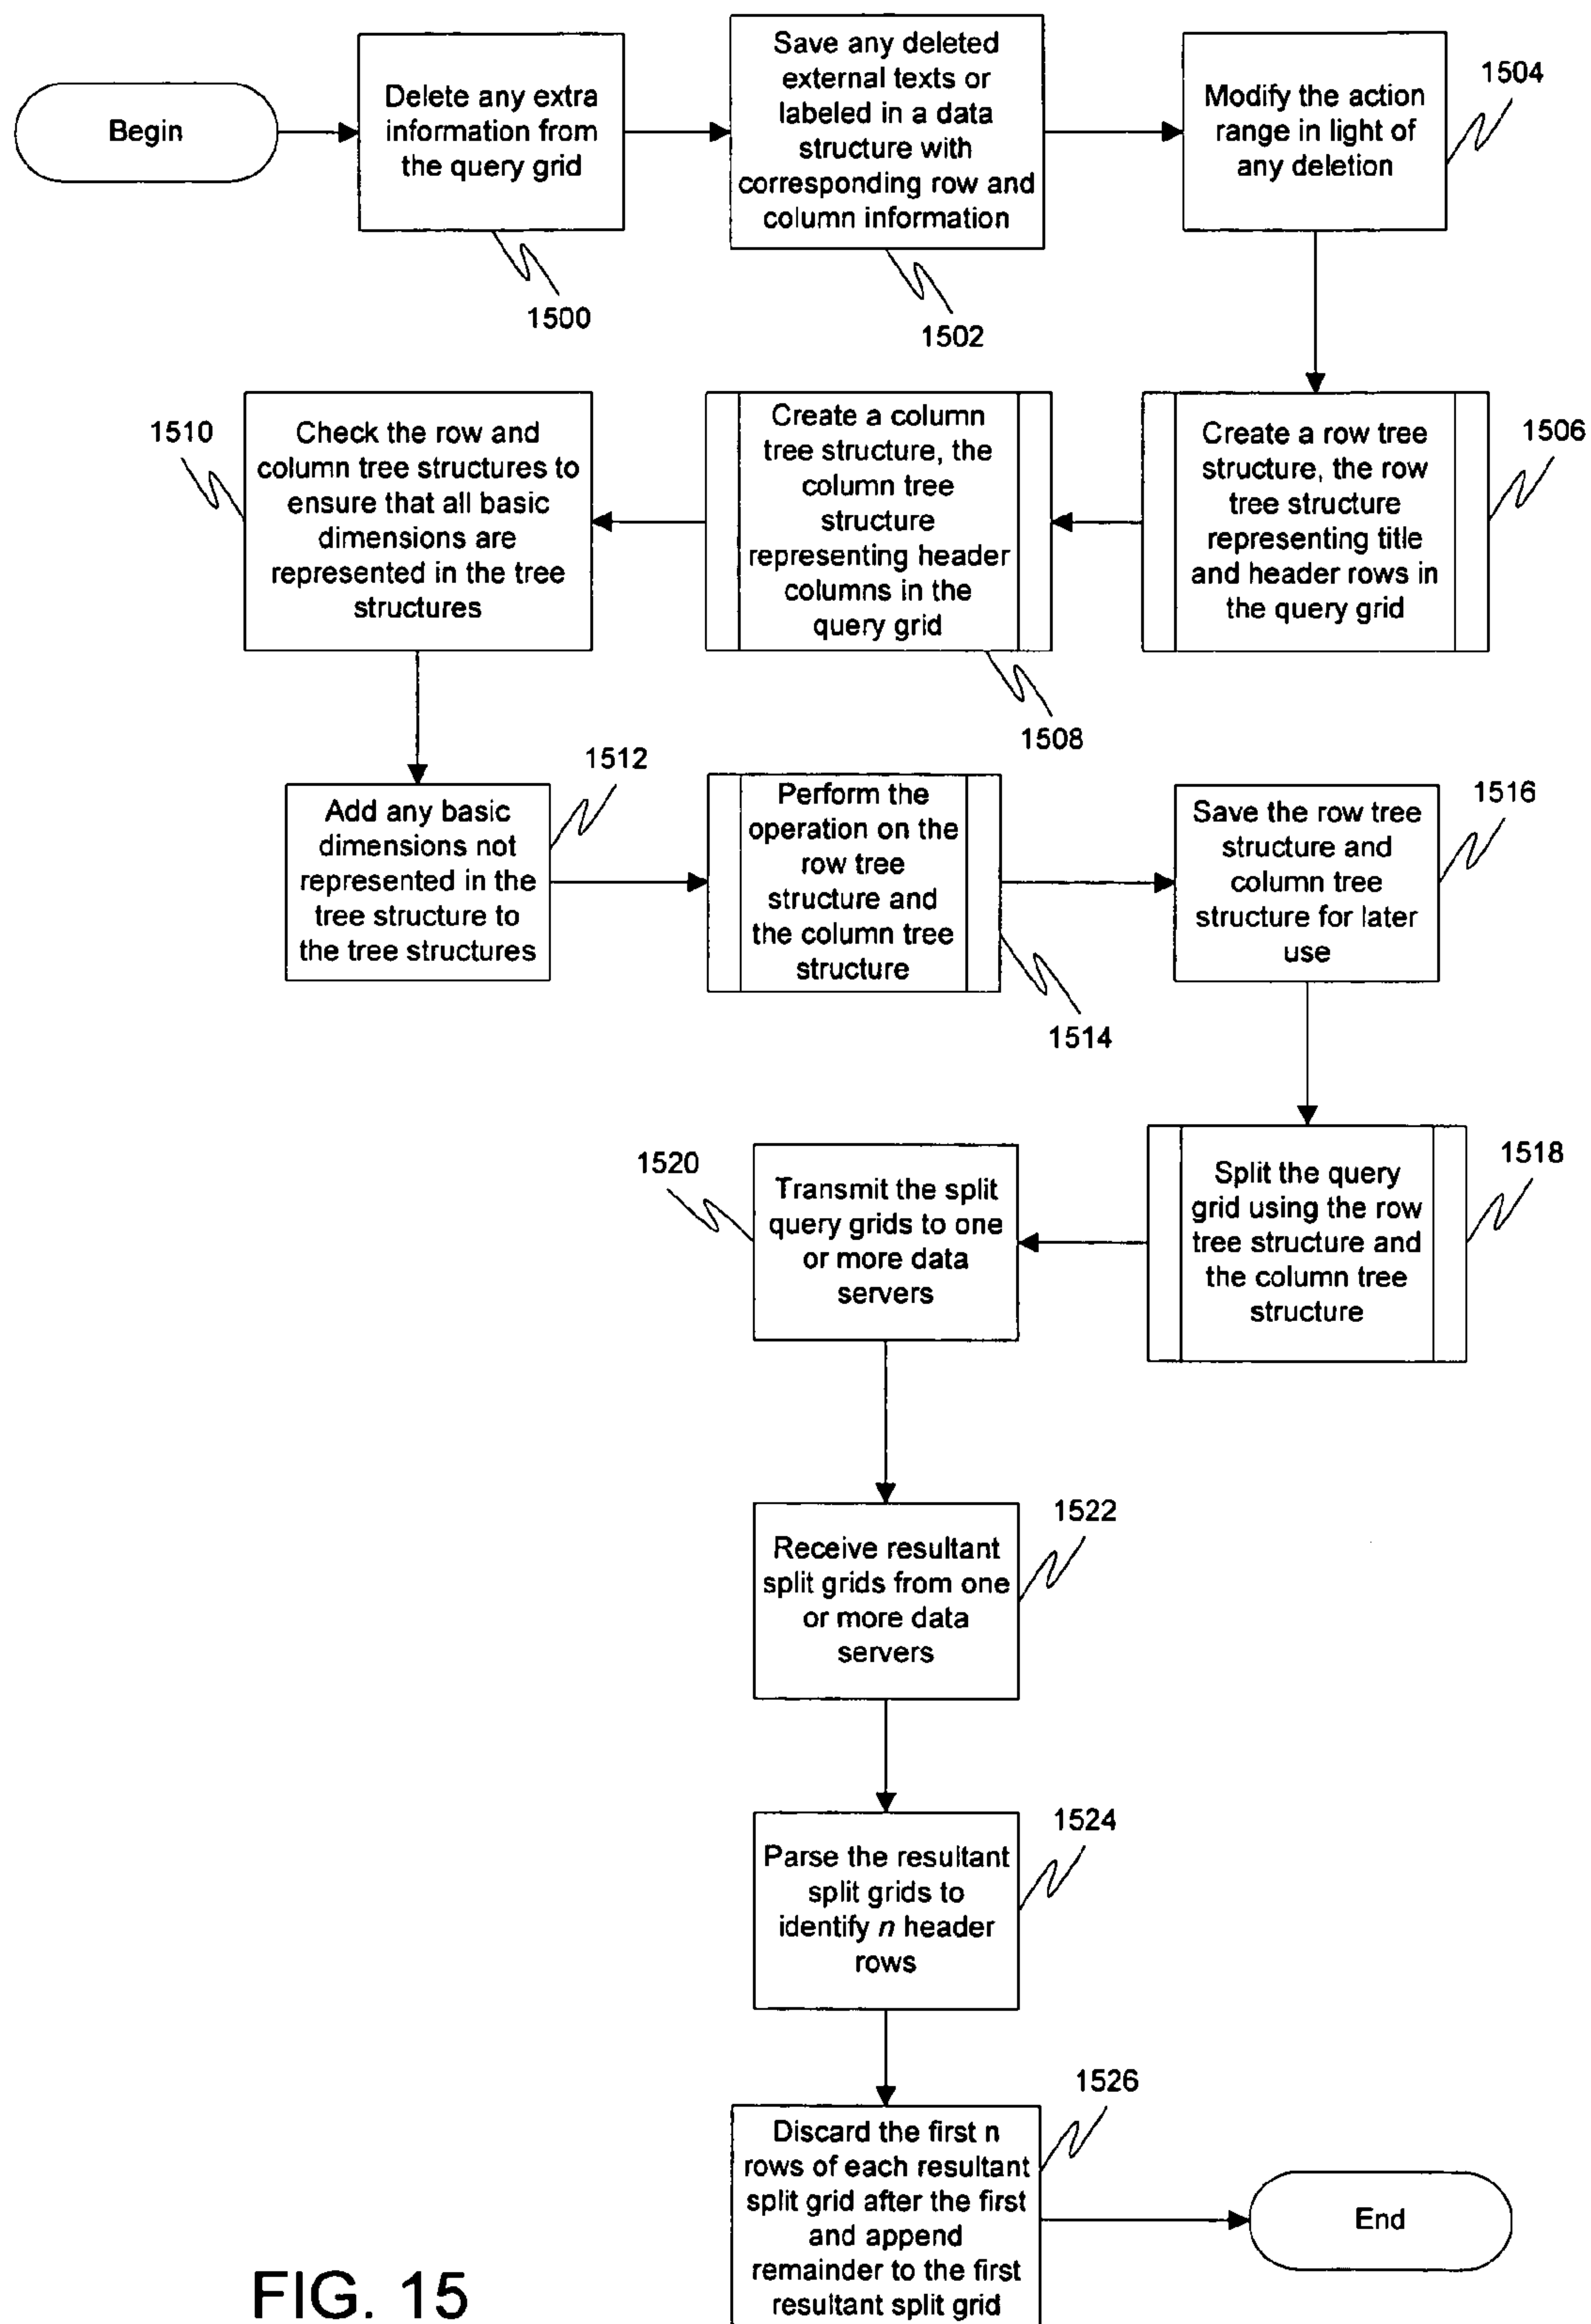 Begin
Delete any extra
information from
the query grid
1500
Save any deleted
external texts or
labeled in a data
structure with
corresponding row and
column information
1502
Modify the action
range in light of
any deletion
1504
Create a row tree
structure, the row
tree structure
representing title
and header rows in
the query grid
1506
Create a column
tree structure, the
column tree
structure
representing header
columns in the
query grid
1508
Check the row and
column tree structures to
ensure that all basic
dimensions are
represented in the tree
structures
1510
Add any basic
dimensions not
represented in the
tree structure to
the tree structures
1512
Perform the
operation on the
row tree
structure and
the column tree
structure
1514
Save the row tree
structure and
column tree
structure for later
use
1516
Split the query
grid using the row
tree structure and
the column tree
structure
1518
Transmit the split
query grids to one
or more data
servers
1520
Receive resultant
split grids from one
or more data
servers
1522
Parse the resultant
split grids to
identify n header
rows
1524
Discard the first n
rows of each resultant
split grid after the first
and append
remainder to the first
resultant split grid
1526
End
FIG. 15